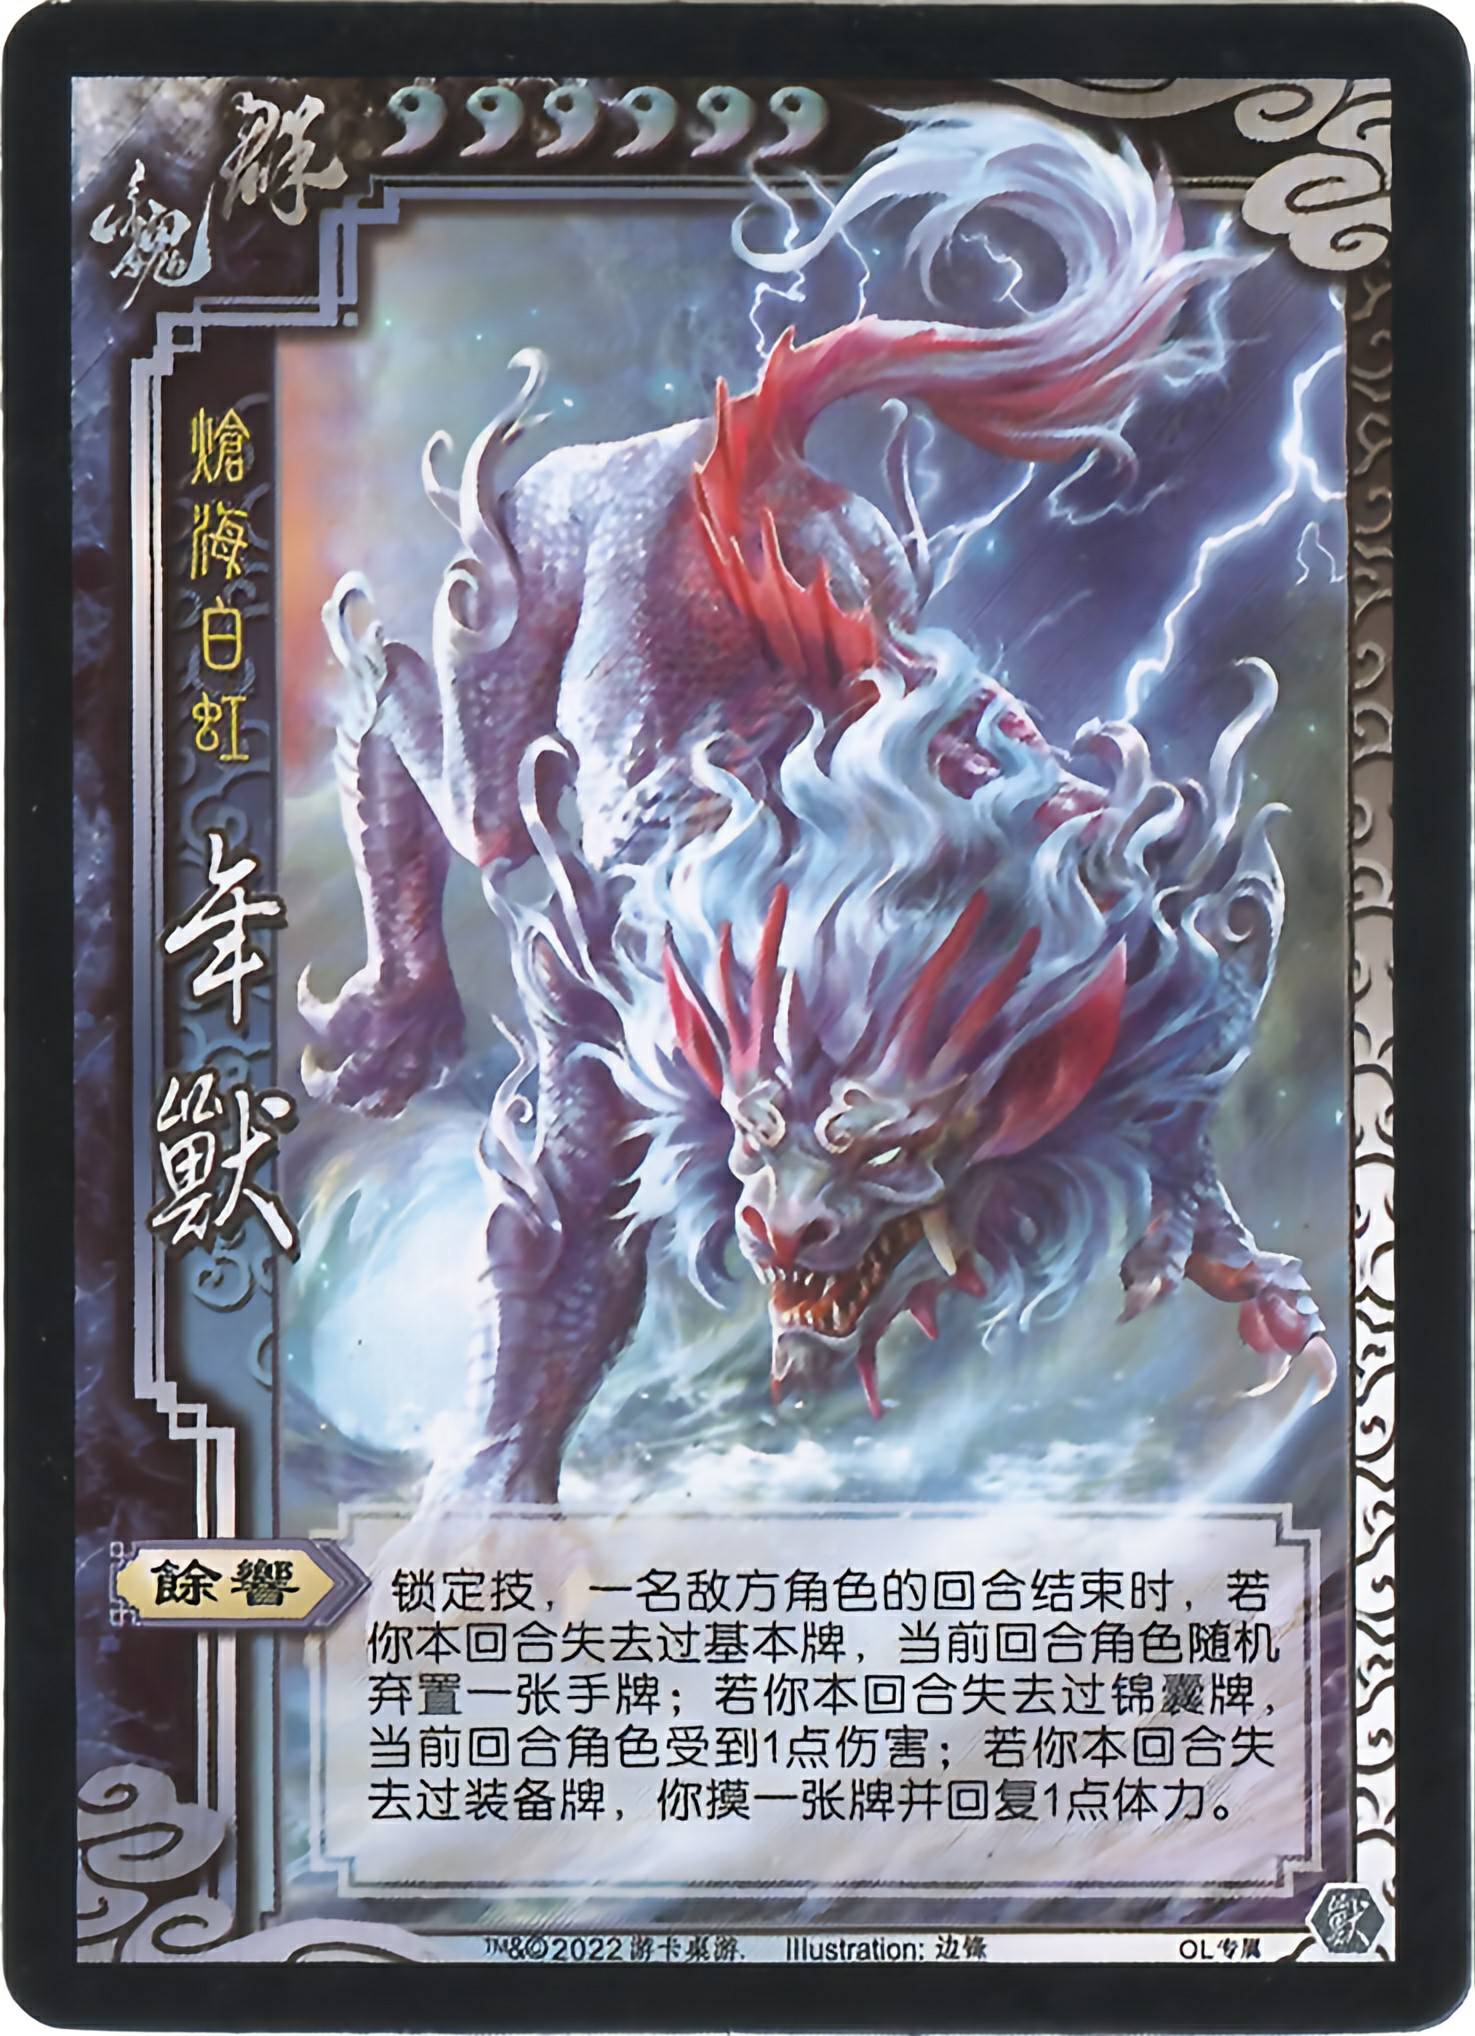 群
魏
熗海白虹
年獸
餘響
锁定技，一名敌方角色的回合结束时，若
你本回合失去过基本牌，当前回合角色随机
弃置一张手牌；若你本回合失去过锦囊牌，
当前回合角色受到1点伤害；若你本回合失
去过装备牌，你摸一张牌并回复1点体力。
™&©2022 游卡桌游. Illustration: 边锋
OL专属
獸